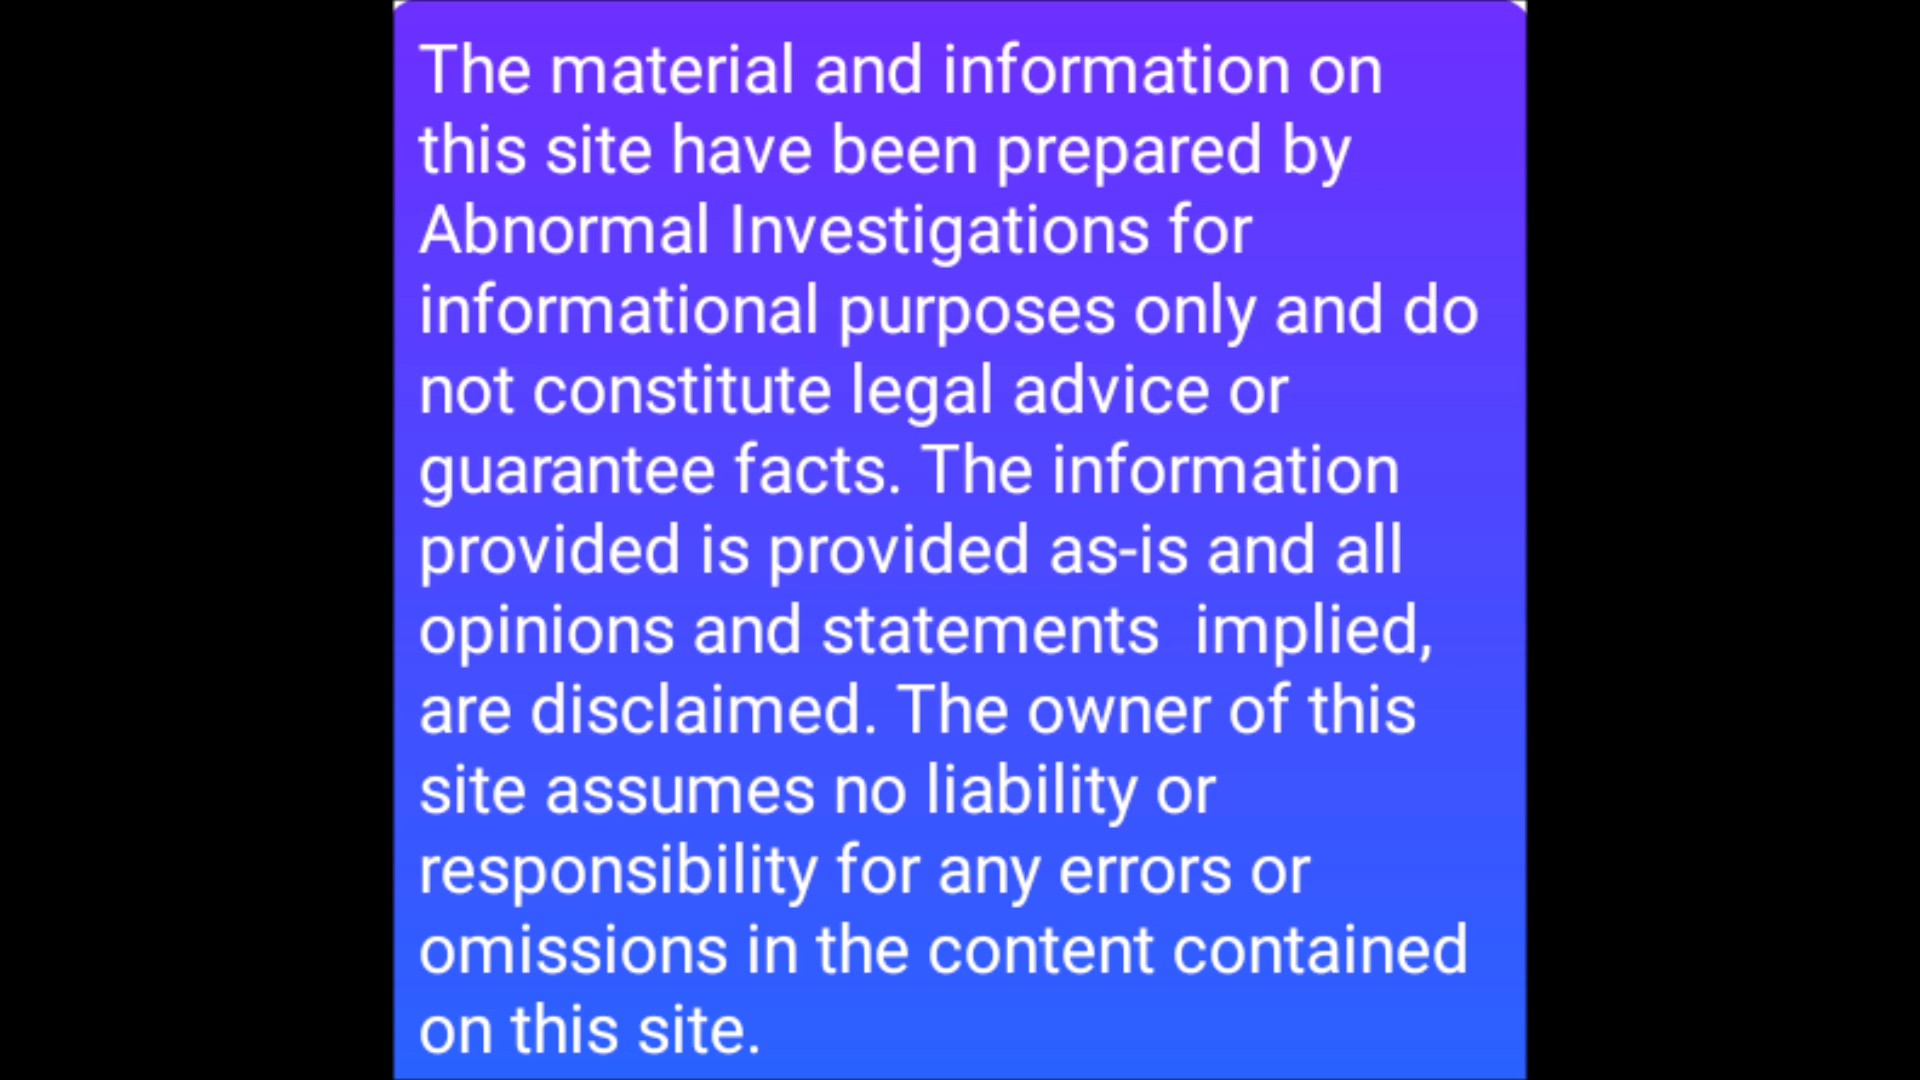 The material and information on
this site have been prepared by
Abnormal Investigations for
informational purposes only and do
not constitute legal advice or
guarantee facts. The information
provided is provided as-is and all
opinions and statements  implied,
are disclaimed. The owner of this
site assumes no liability or
responsibility for any errors or
omissions in the content contained
on this site.